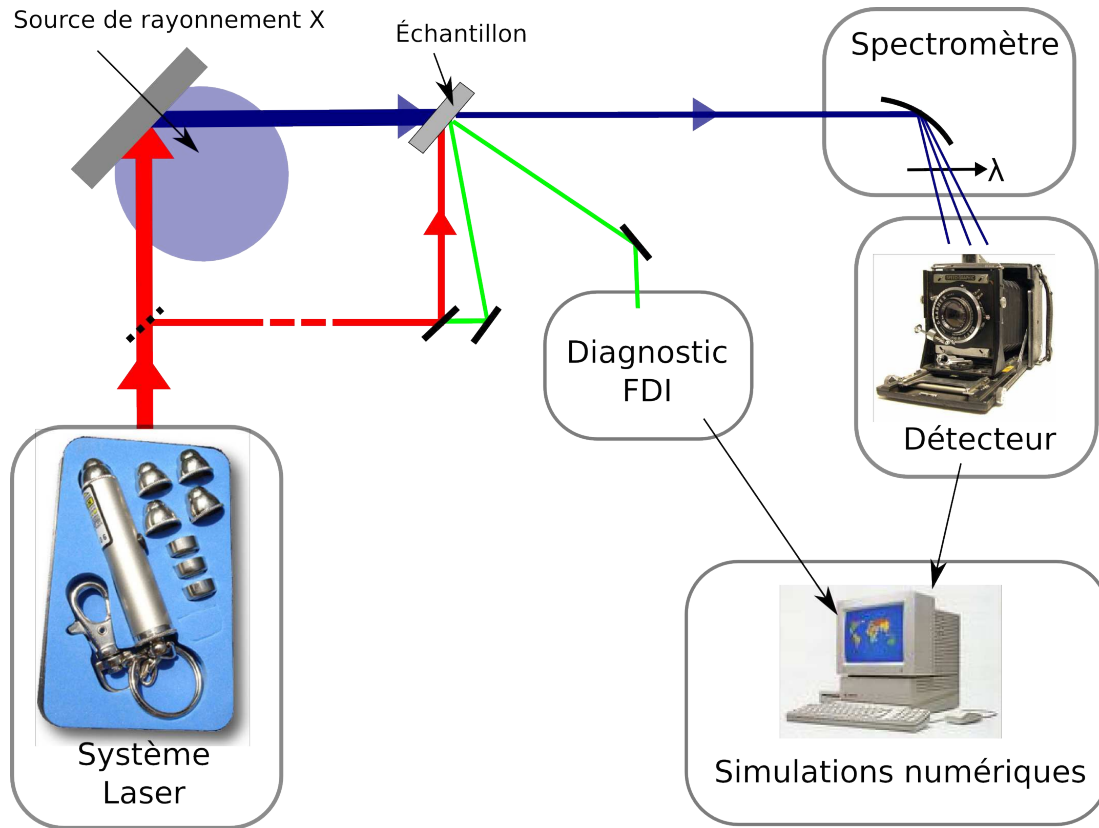 Source de rayonnement X
Échantillon
Spectromètre
λ
Diagnostic
FDI
Détecteur
Système
Laser
Simulations numériques